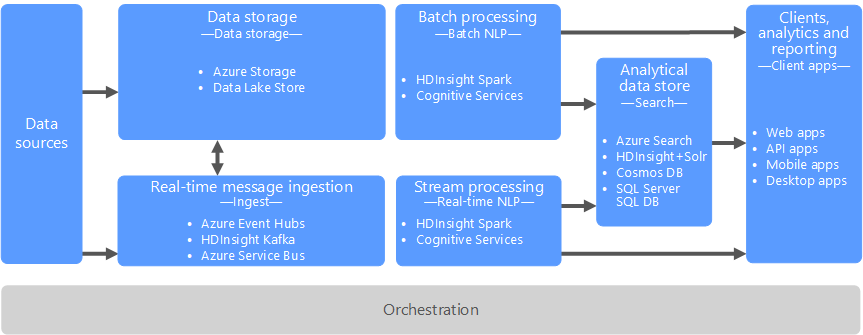 Data
sources
Data storage
—Data storage—
• Azure Storage
• Data Lake Store
Real-time message ingestion
—Ingest—
• Azure Event Hubs
• HDInsight Kafka
• Azure Service Bus
Batch processing
—Batch NLP—
• HDInsight Spark
• Cognitive Services
Stream processing
—Real-time NLP—
• HDInsight Spark
• Cognitive Services
Analytical
data store
—Search—
• Azure Search
• HDInsight+Solr
• Cosmos DB
• SQL Server
SQL DB
Clients,
analytics and
reporting
—Client apps—
• Web apps
• API apps
• Mobile apps
• Desktop apps
Orchestration